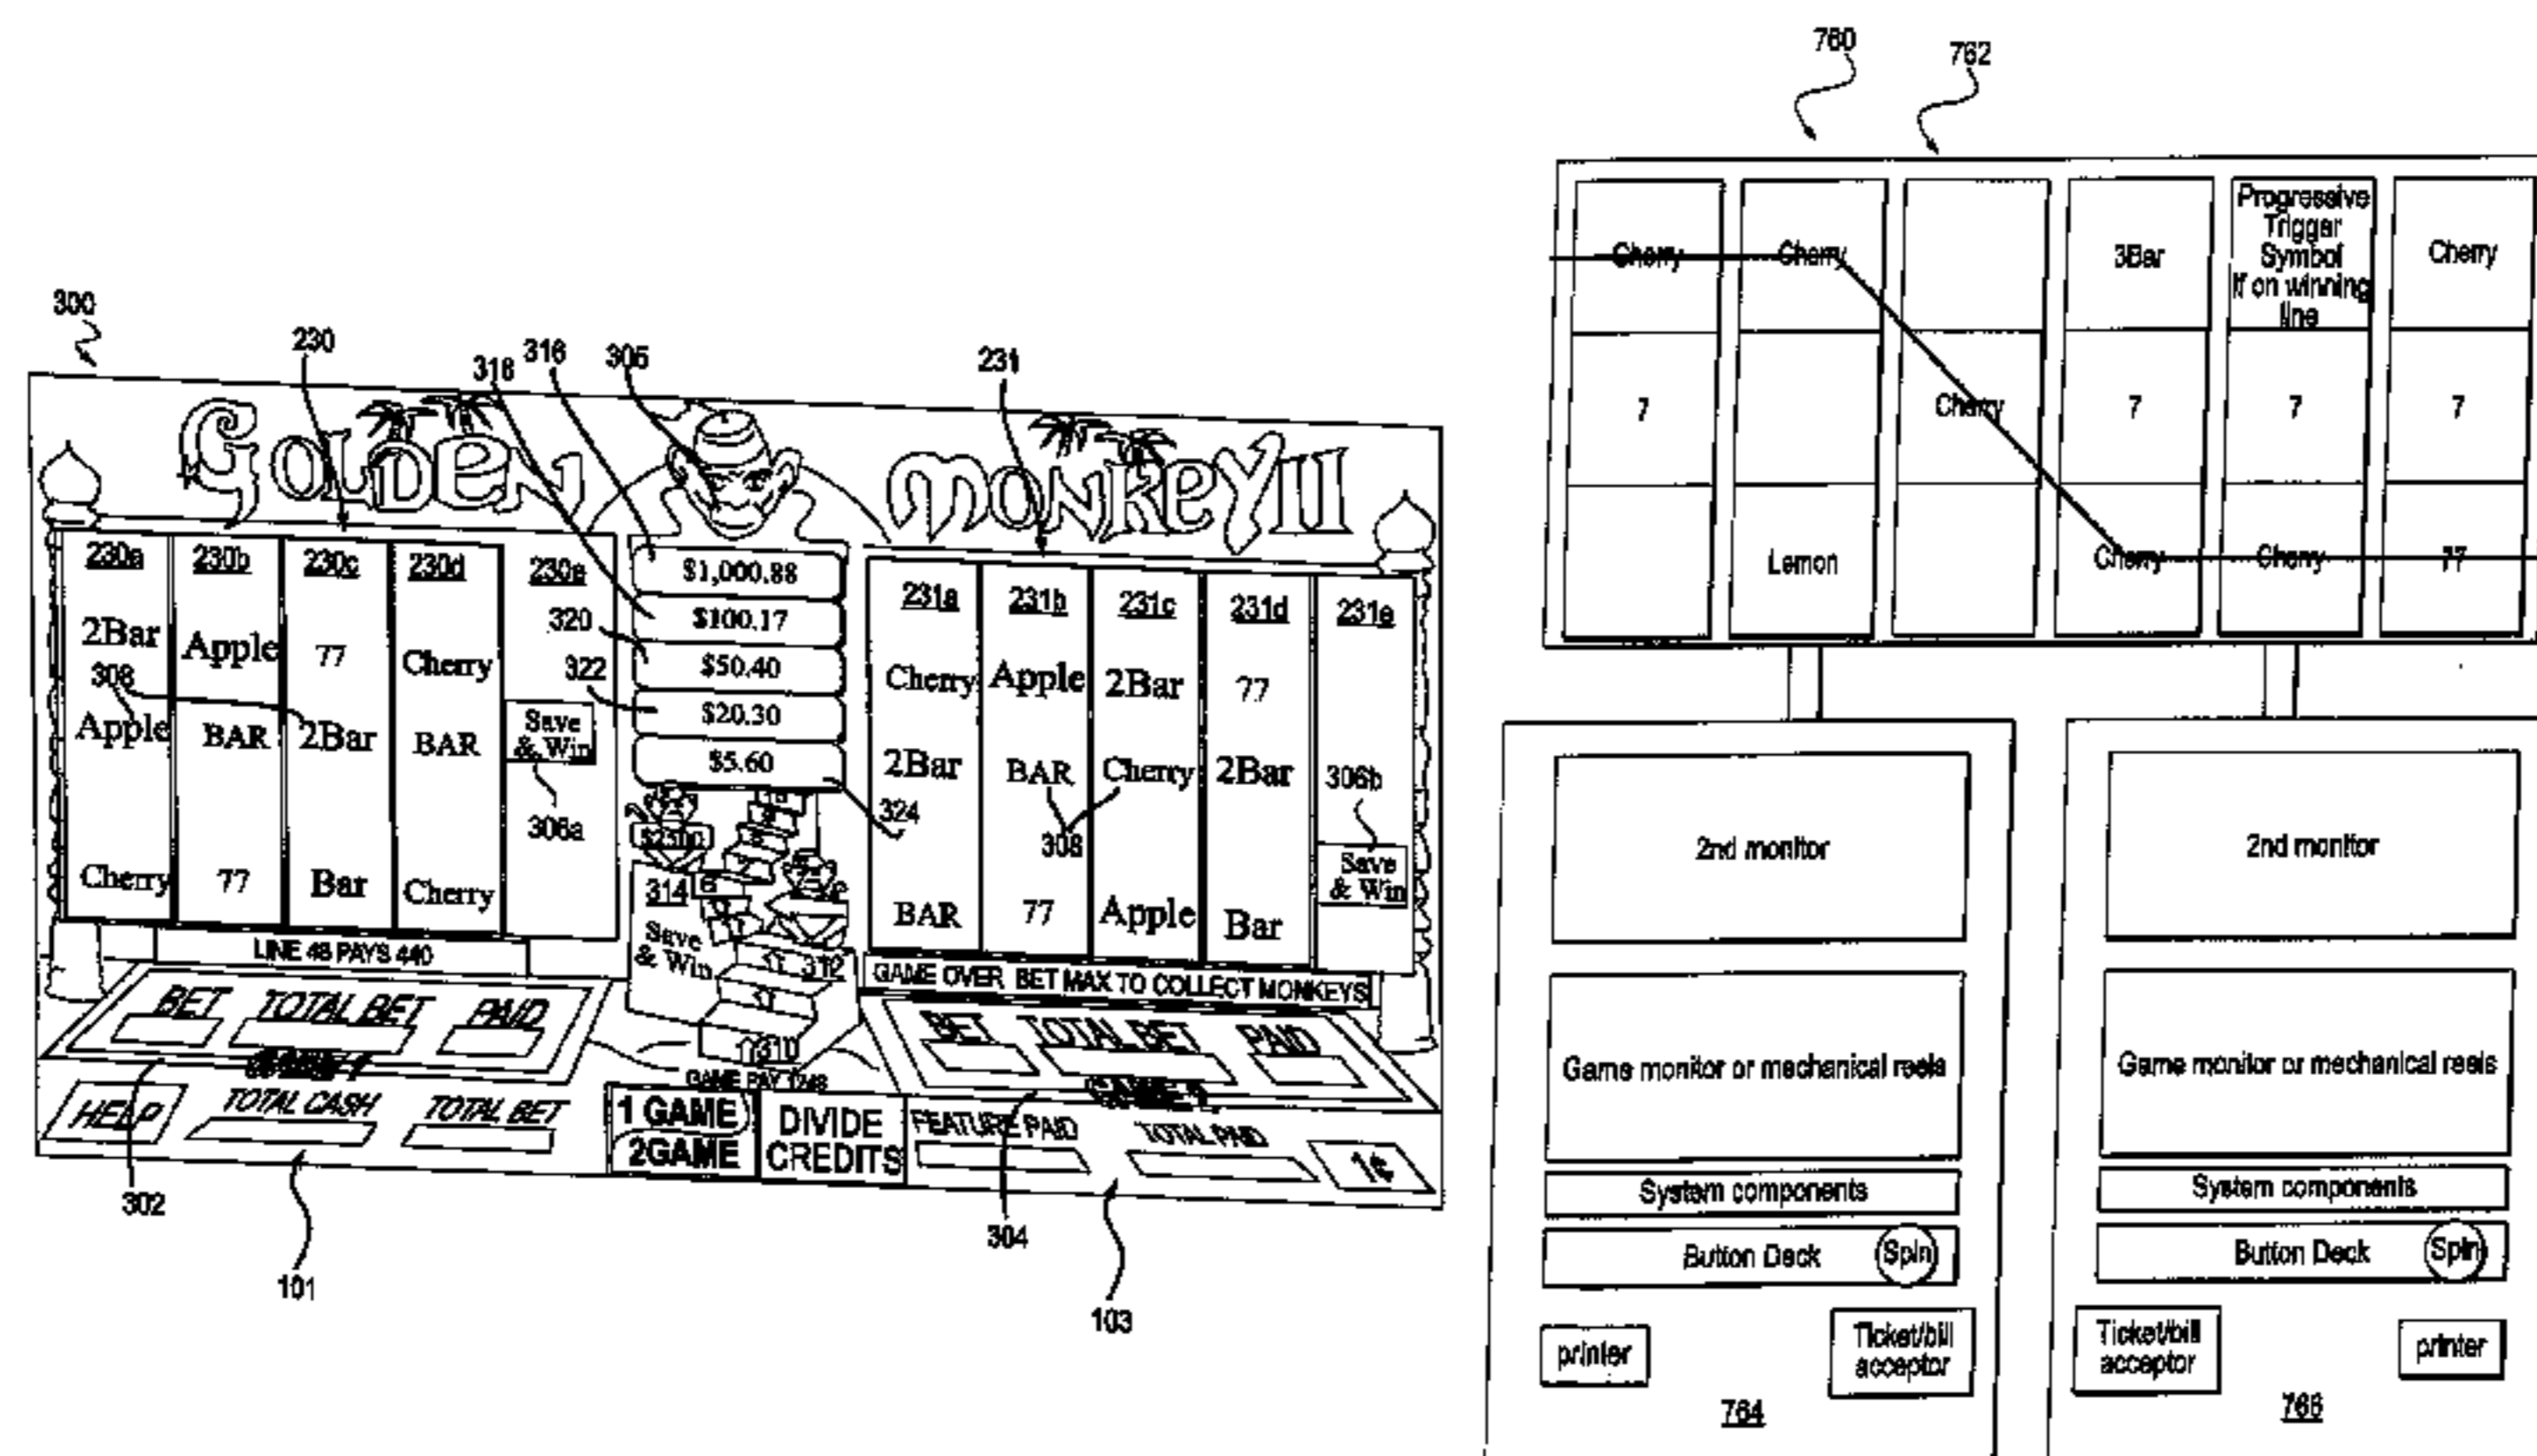 300
230
318
316
305
231
GOLDEN
MONKEY II
230a
230b
230c
230d
230e
2Bar
Apple
77
Cherry
308
Apple
BAR
2Bar
BAR
Save
& Win
306a
Cherry
77
Bar
Cherry
LINE 48 PAYS 440
320
322
$1,000.88
$100.17
$50.40
$20.30
$5.60
324
314
Save
& Win
312
310
231a
231b
231c
231d
231e
Cherry
Apple
2Bar
77
2Bar
BAR
Cherry
2Bar
306b
308
Save
& Win
BAR
77
Apple
Bar
GAME OVER BET MAX TO COLLECT MONKEYS
BET
TOTAL BET
PAID
BET
TOTAL BET
PAID
GAME PAY 1248
HELP
TOTAL CASH
TOTAL BET
1 GAME
2GAME
DIVIDE
CREDITS
FEATURE PAID
TOTAL PAID
1¢
302
101
304
103
760
762
Cherry
Cherry
3Bar
Progressive
Trigger
Symbol
If on winning
line
Cherry
7
Cherry
7
7
7
Lemon
Cherry
Cherry
77
2nd monitor
Game monitor or mechanical reels
System components
Button Deck
Spin
printer
Ticket/bill
acceptor
764
2nd monitor
Game monitor or mechanical reels
System components
Button Deck
Spin
Ticket/bill
acceptor
printer
766